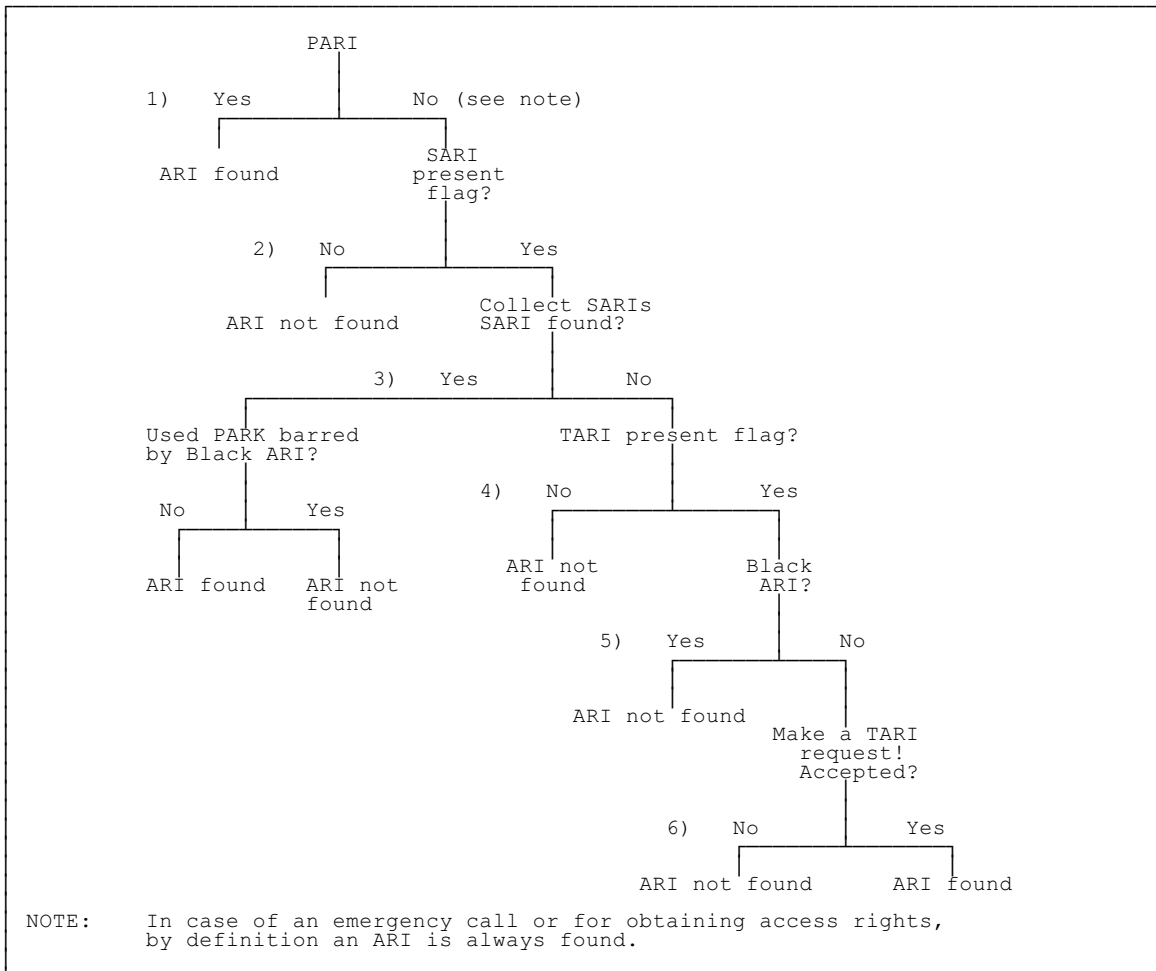 PARI
1) Yes No (see note)
ARI found
SARI
present
flag?
2) No Yes
ARI not found
Collect SARIs
SARI found?
3) Yes No
Used PARK barred
by Black ARI?
TARI present flag?
No Yes
ARI found
ARI not
found
4) No Yes
ARI not
found
Black
ARI?
5) Yes No
ARI not found
Make a TARI
request!
Accepted?
6) No Yes
ARI not found
ARI found
NOTE: In case of an emergency call or for obtaining access rights,
by definition an ARI is always found.